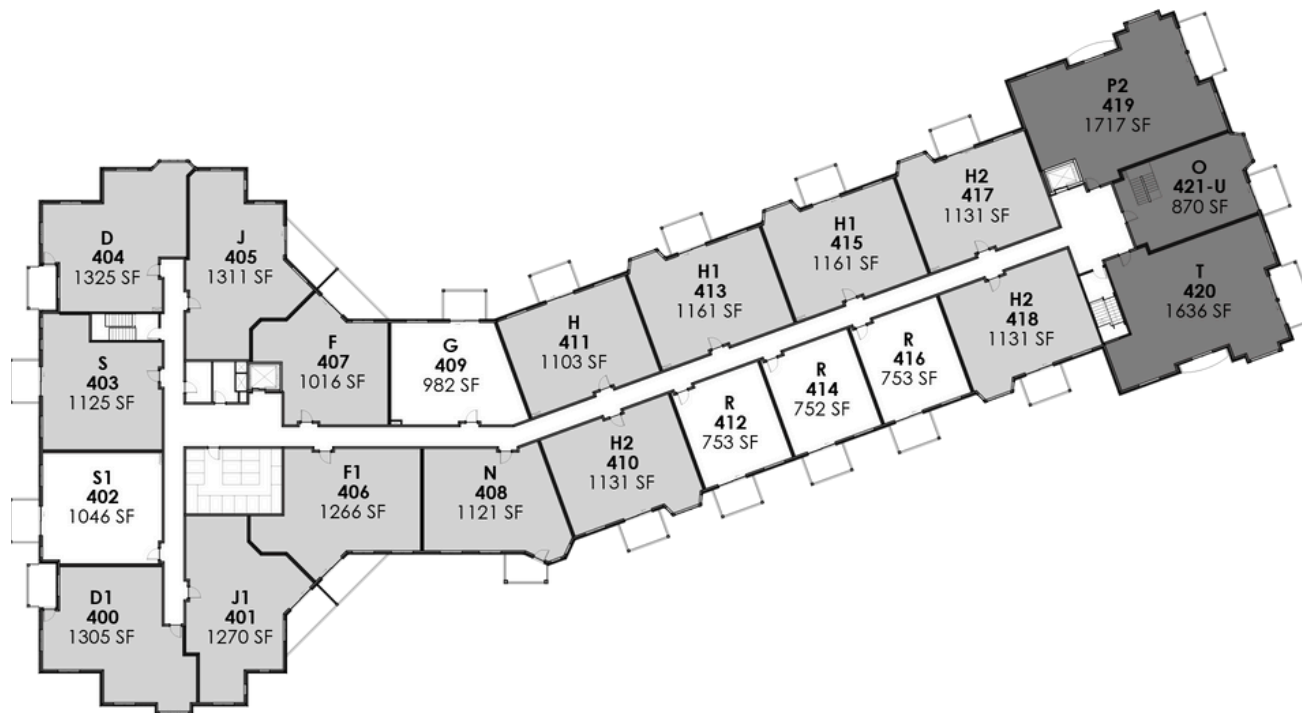 P2
419
1717 SF
O
421-U
870 SF
H2
417
1131 SF
H1
415
1161 SF
H1
413
1161 SF
H
411
1103 SF
T
420
1636 SF
H2
418
1131 SF
D
404
1325 SF
J
405
1311 SF
F
407
1016 SF
G
409
982 SF
R
416
753 SF
R
414
752 SF
R
412
753 SF
S
403
1125 SF
H2
410
1131 SF
S1
402
1046 SF
F1
406
1266 SF
N
408
1121 SF
D1
400
1305 SF
J1
401
1270 SF